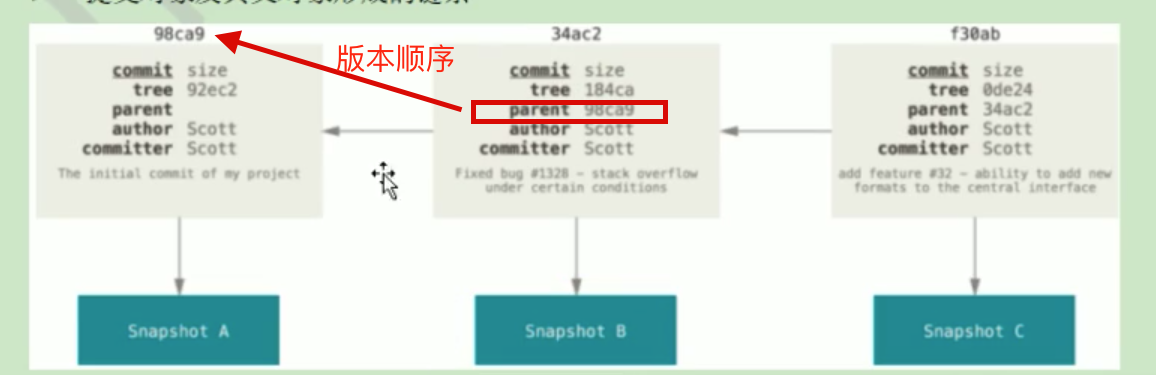 98ca9 34ac2 f30ab
版本顺序
commit size
tree 92ec2
parent
author Scott
committer Scott
The initial commit of my project
commit size
tree 184ca
parent 98ca9
author Scott
committer Scott
Fixed bug #1328 - stack overflow
under certain conditions
commit size
tree 0de24
parent 34ac2
author Scott
committer Scott
add feature #32 - ability to add new
formats to the central interface
Snapshot A
Snapshot B
Snapshot C